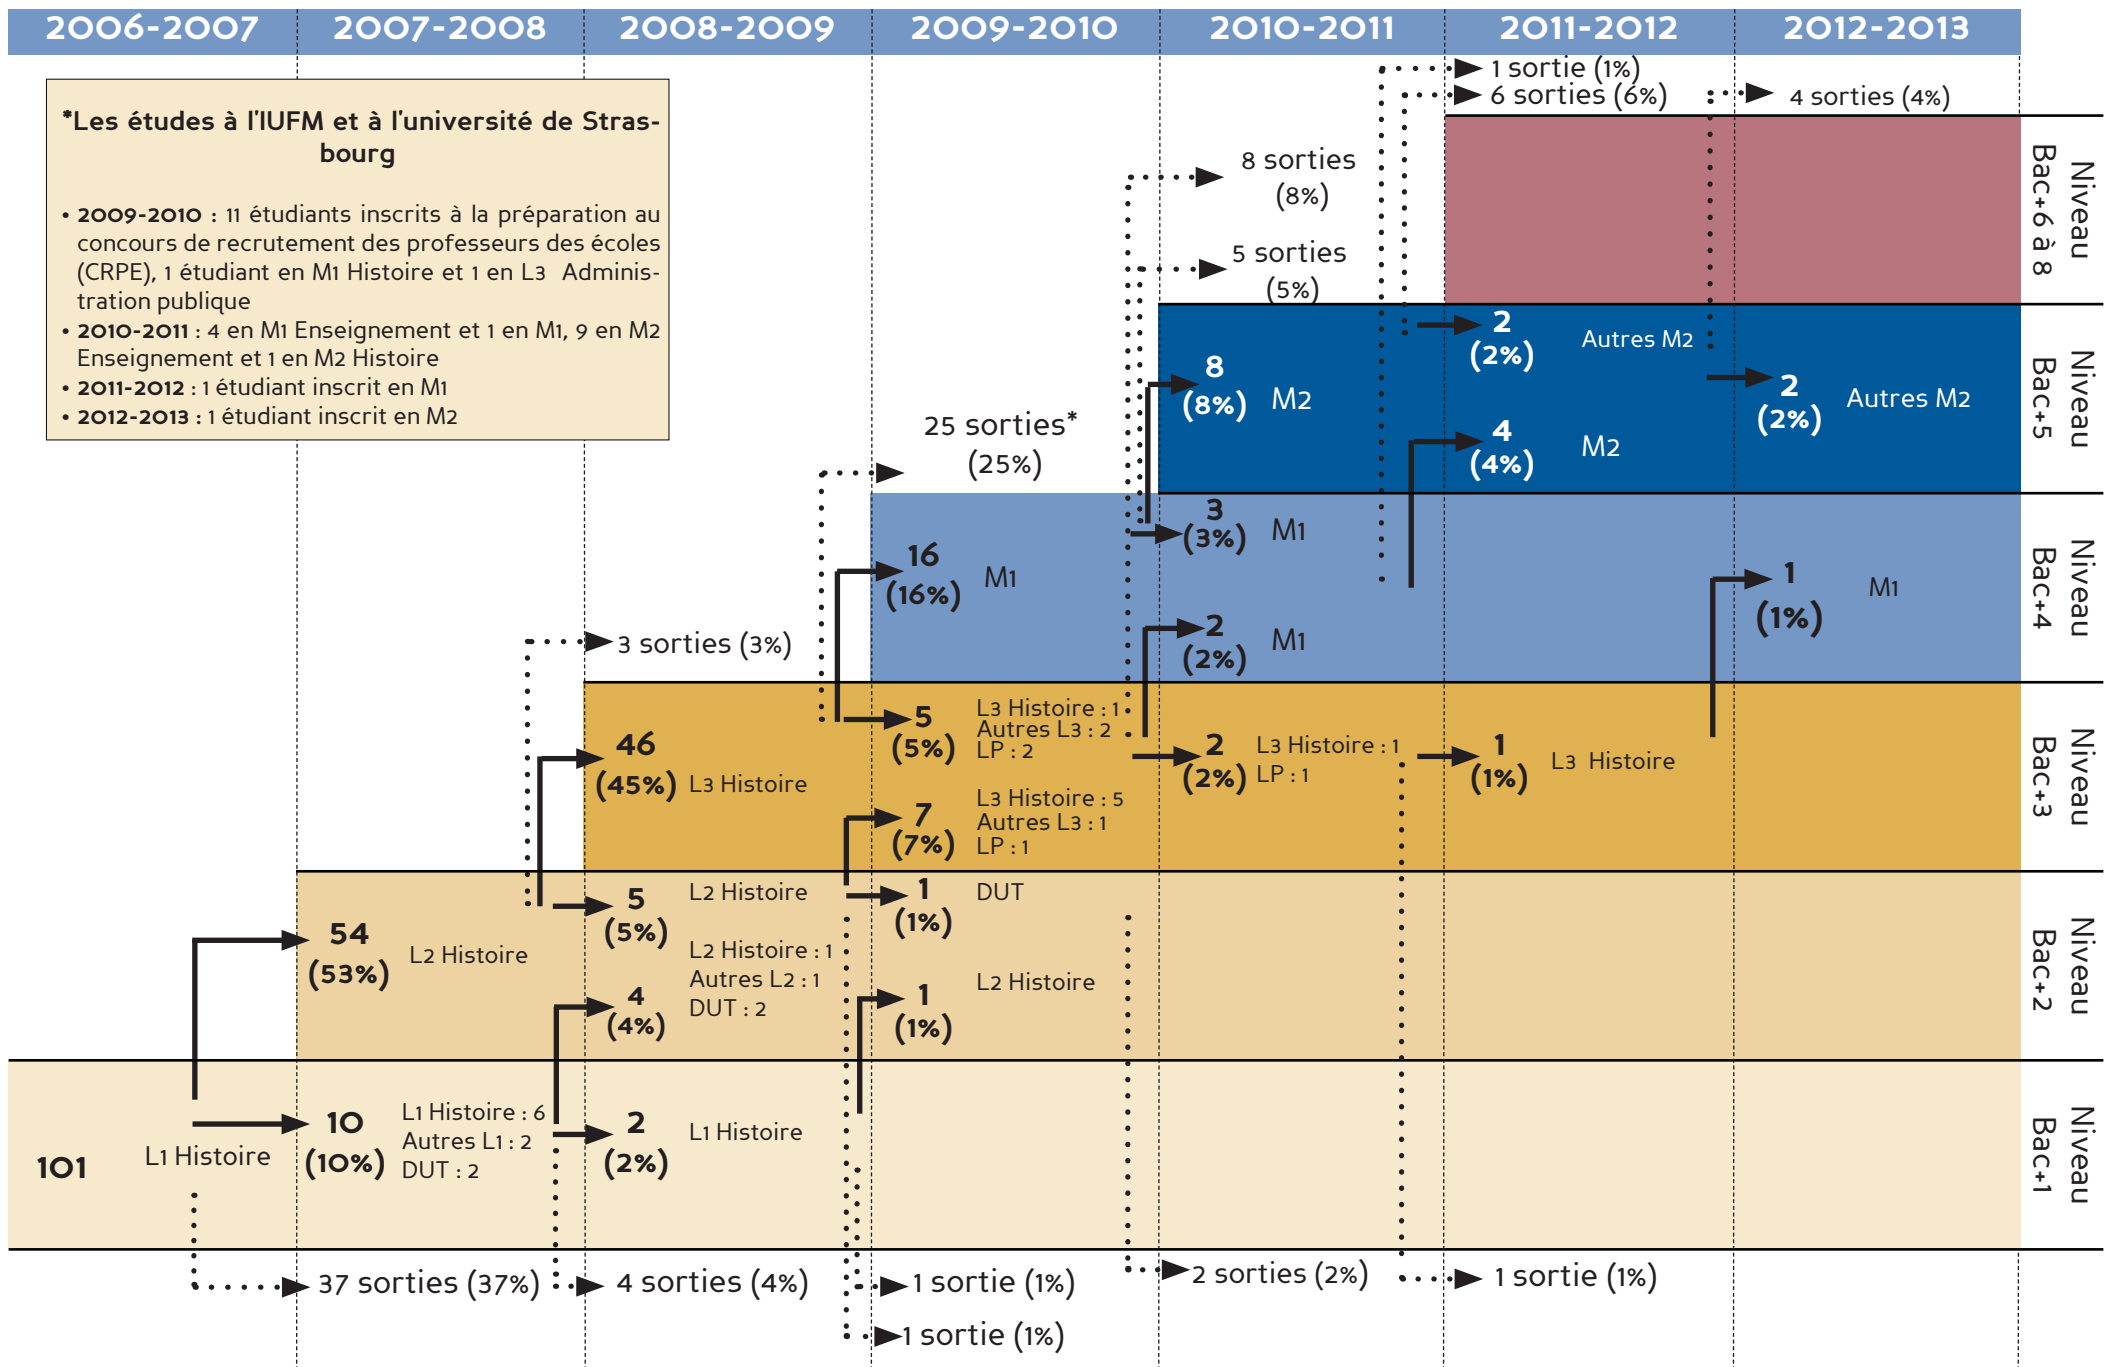 2006-2007 2007-2008 2008-2009 2009-2010 2010-2011 2011-2012 2012-2013
*Les études à l'IUFM et à l'université de Stras-
bourg
• 2009-2010 : 11 étudiants inscrits à la préparation au
concours de recrutement des professeurs des écoles
(CRPE), 1 étudiant en M1 Histoire et 1 en L3 Adminis-
tration publique
• 2010-2011 : 4 en M1 Enseignement et 1 en M1, 9 en M2
Enseignement et 1 en M2 Histoire
• 2011-2012 : 1 étudiant inscrit en M1
• 2012-2013 : 1 étudiant inscrit en M2
1 sortie (1%)
6 sorties (6%)
4 sorties (4%)
8 sorties
(8%)
5 sorties
(5%)
Niveau
Bac+6 à 8
2
(2%)
Autres M2
8
(8%)
M2
2
(2%)
Autres M2
4
(4%)
M2
Niveau
Bac+5
25 sorties*
(25%)
3
(3%)
M1
16
(16%)
M1
2
(2%)
M1
1
(1%)
M1
Niveau
Bac+4
3 sorties (3%)
46
(45%)
L3 Histoire
5
(5%)
L3 Histoire : 1
Autres L3 : 2
LP : 2
7
(7%)
L3 Histoire : 5
Autres L3 : 1
LP : 1
2
(2%)
L3 Histoire : 1
LP : 1
1
(1%)
L3 Histoire
Niveau
Bac+3
54
(53%)
L2 Histoire
5
(5%)
L2 Histoire
4
(4%)
L2 Histoire : 1
Autres L2 : 1
DUT : 2
1
(1%)
DUT
1
(1%)
L2 Histoire
Niveau
Bac+2
101
L1 Histoire
10
(10%)
L1 Histoire : 6
Autres L1 : 2
DUT : 2
2
(2%)
L1 Histoire
Niveau
Bac+1
37 sorties (37%)
4 sorties (4%)
1 sortie (1%)
1 sortie (1%)
2 sorties (2%)
1 sortie (1%)